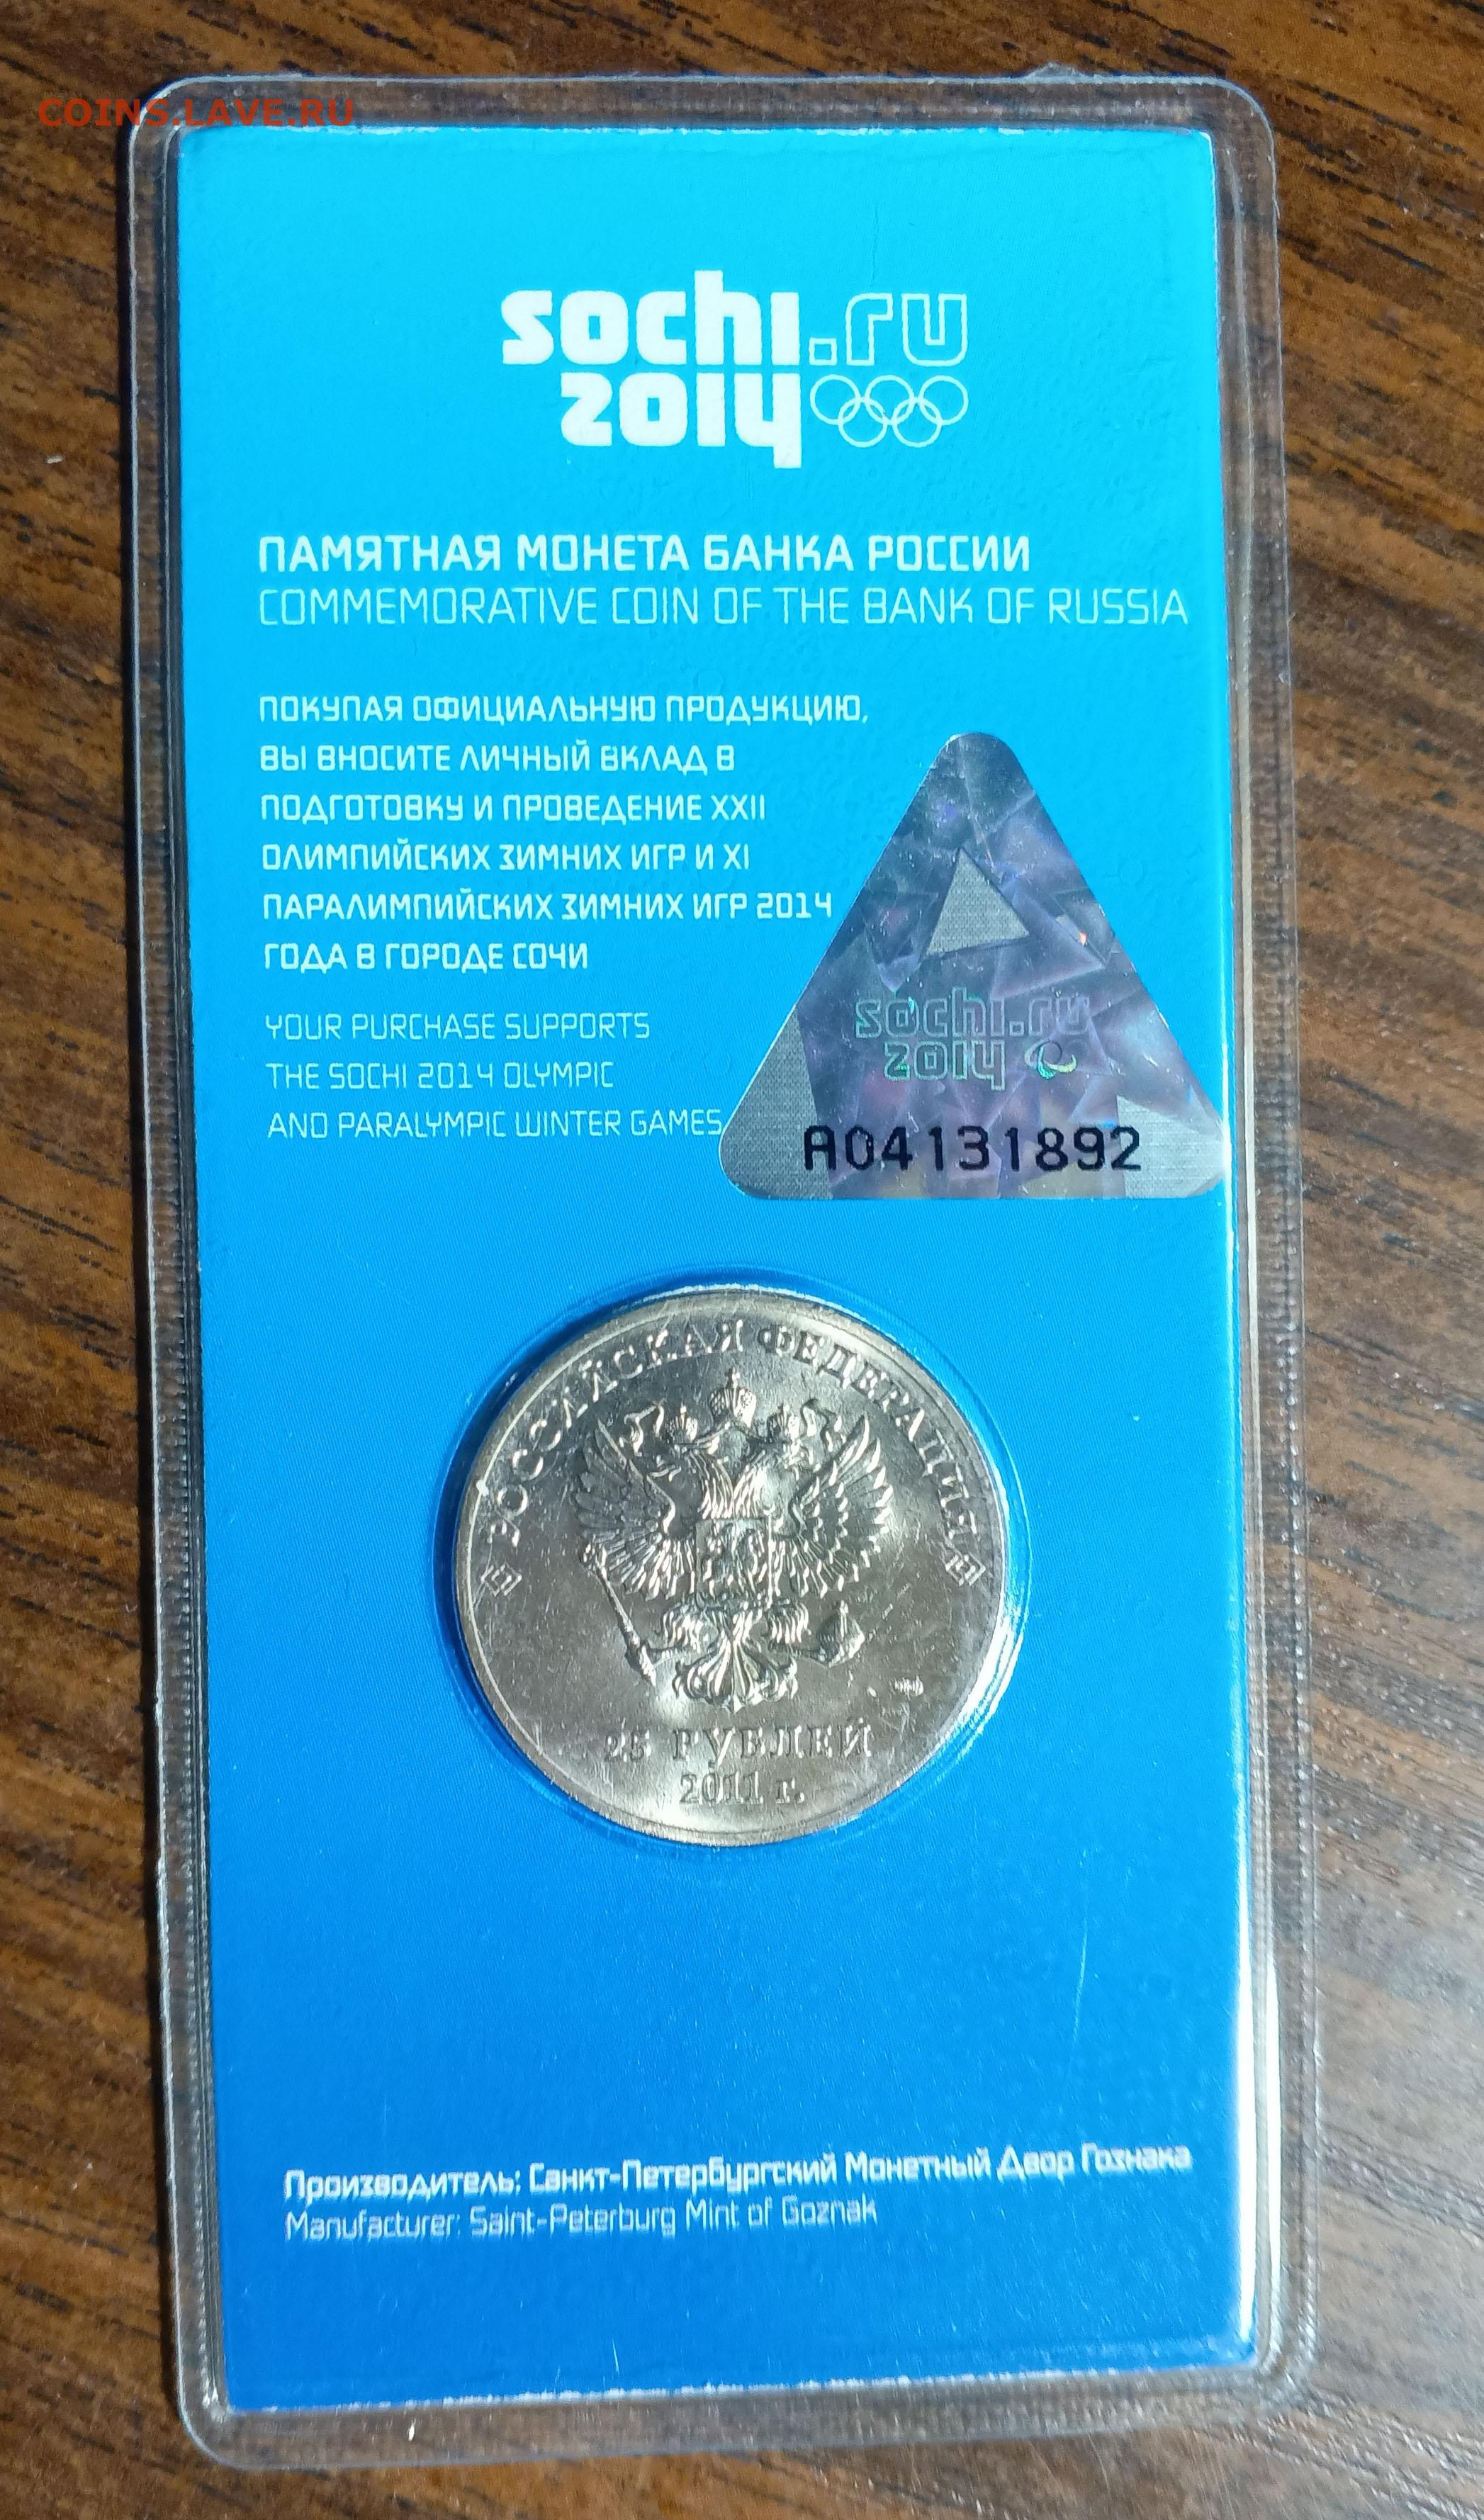 COINS.LAVE.RU
sochi.ru
2014
ПАМЯТНАЯ МОНЕТА БАНКА РОССИИ
COMMEMORATIVE COIN OF THE BANK OF RUSSIA
ПОКУПАЯ ОФИЦИАЛЬНУЮ ПРОДУКЦИЮ,
ВЫ ВНОСИТЕ ЛИЧНЫЙ ВКЛАД В
ПОДГОТОВКУ И ПРОВЕДЕНИЕ XXII
ОЛИМПИЙСКИХ ЗИМНИХ ИГР И XI
ПАРАЛИМПИЙСКИХ ЗИМНИХ ИГР 2014
ГОДА В ГОРОДЕ СОЧИ
YOUR PURCHASE SUPPORTS
THE SOCHI 2014 OLYMPIC
AND PARALYMPIC WINTER GAMES
sochi.ru
2014
A04131892
РОССИЙСКАЯ ФЕДЕРАЦИЯ
25 РУБЛЕЙ
2011 г.
Производитель: Санкт-Петербургский Монетный Двор Гознака
Manufacturer: Saint-Peterburg Mint of Goznak